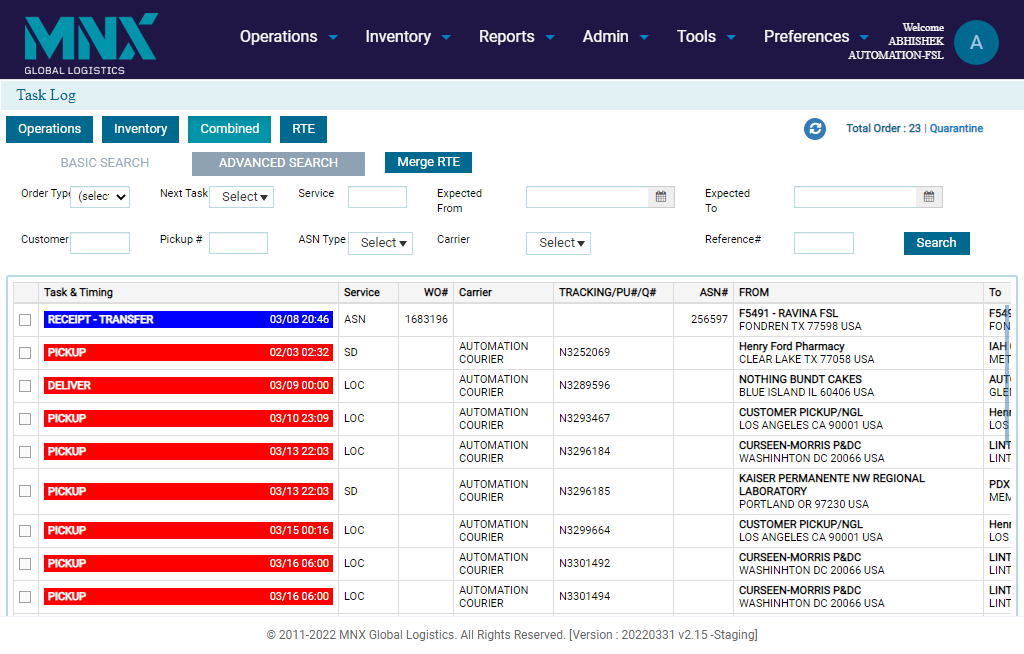 MNX
GLOBAL LOGISTICS
Operations Inventory Reports Admin Tools Preferences
Welcome
ABHISHEK
AUTOMATION-FSL
A
Task Log
Operations Inventory Combined RTE
Total Order : 23 | Quarantine
BASIC SEARCH ADVANCED SEARCH Merge RTE
Order Type (selec Next Task Select Service Expected From Expected To
Customer Pickup # ASN Type Select Carrier Select Reference# Search
Task & Timing Service WO# Carrier TRACKING/PU#/Q# ASN# FROM To
RECEIPT - TRANSFER 03/08 20:46 ASN 1683196 256597 F5491 - RAVINA FSL
FONDREN TX 77598 USA
PICKUP 02/03 02:32 SD AUTOMATION COURIER N3252069 Henry Ford Pharmacy IAH
CLEAR LAKE TX 77058 USA
DELIVER 03/09 00:00 LOC AUTOMATION COURIER N3289596 NOTHING BUNDT CAKES
BLUE ISLAND IL 60406 USA
PICKUP 03/10 23:09 LOC AUTOMATION COURIER N3293467 CUSTOMER PICKUP/NGL
LOS ANGELES CA 90001 USA LOS
PICKUP 03/13 22:03 LOC AUTOMATION COURIER N3296184 CURSEEN-MORRIS P&DC LINT
WASHINHTON DC 20066 USA LINT
PICKUP 03/13 22:03 SD AUTOMATION COURIER N3296185 KAISER PERMANENTE NW REGIONAL LABORATORY PDX
PORTLAND OR 97230 USA MEM
PICKUP 03/15 00:16 LOC AUTOMATION COURIER N3299664 CUSTOMER PICKUP/NGL Henr
LOS ANGELES CA 90001 USA LOS
PICKUP 03/16 06:00 LOC AUTOMATION COURIER N3301492 CURSEEN-MORRIS P&DC LINT
WASHINHTON DC 20066 USA LINT
PICKUP 03/16 06:00 LOC AUTOMATION COURIER N3301494 CURSEEN-MORRIS P&DC LINT
WASHINHTON DC 20066 USA LINT
© 2011-2022 MNX Global Logistics. All Rights Reserved. [Version : 20220331 v2.15 -Staging]